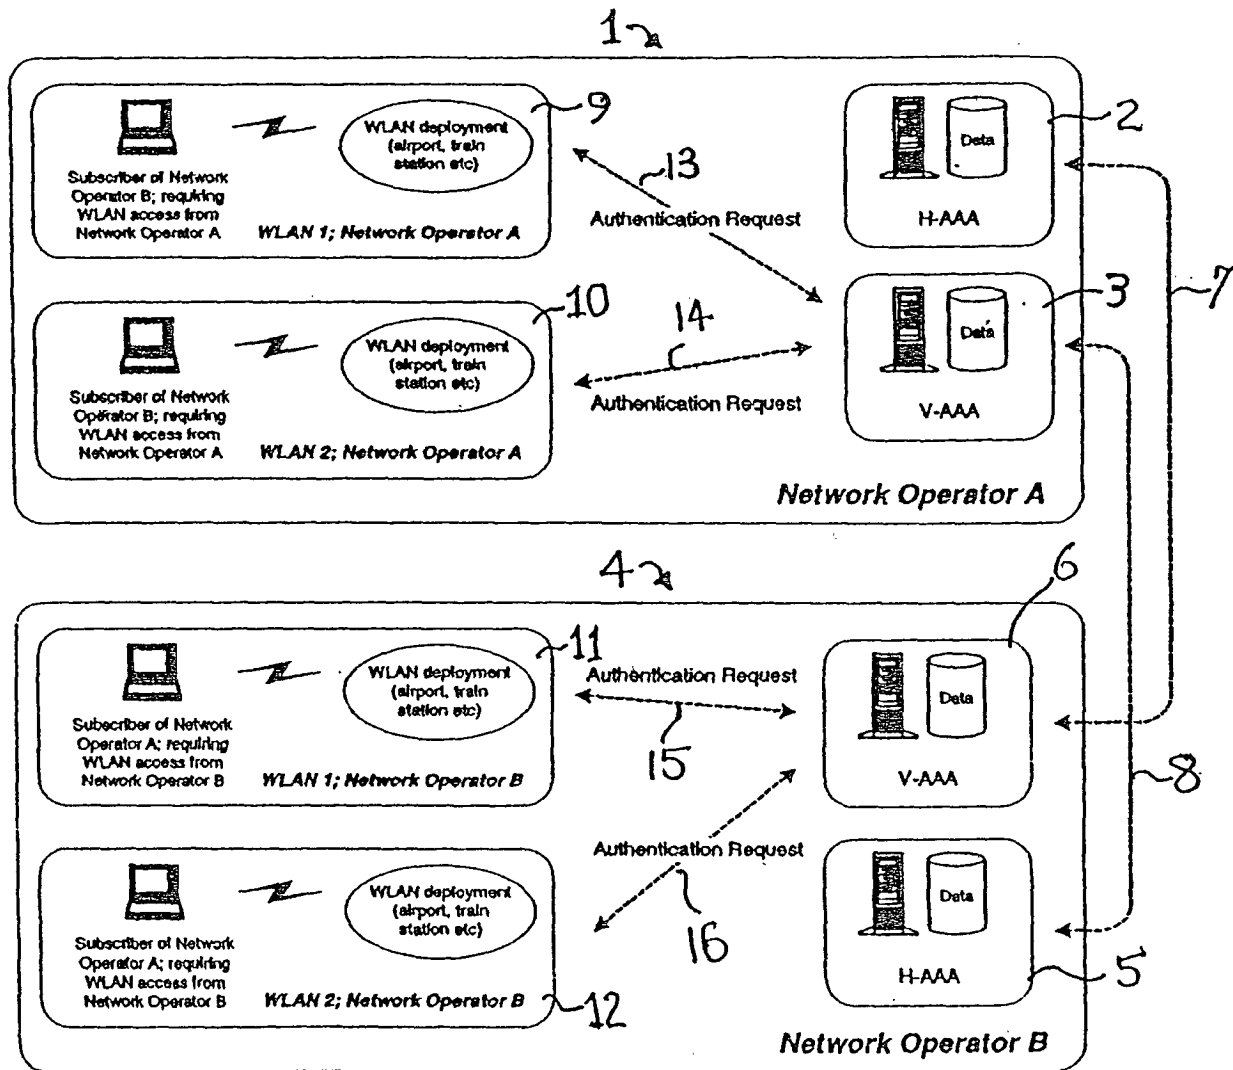 1
Subscriber of Network
Operator B; requiring
WLAN access from
Network Operator A
WLAN deployment
(airport, train
station etc)
WLAN 1; Network Operator A
9
13
Authentication Request
Data
H-AAA
2
Subscriber of Network
Operator B; requiring
WLAN access from
Network Operator A
WLAN deployment
(airport, train
station etc)
WLAN 2; Network Operator A
10
14
Authentication Request
Data
V-AAA
3
7
Network Operator A
4
6
Subscriber of Network
Operator A; requiring
WLAN access from
Network Operator B
WLAN deployment
(airport, train
station etc)
WLAN 1; Network Operator B
11
Authentication Request
15
Data
V-AAA
8
Subscriber of Network
Operator A; requiring
WLAN access from
Network Operator B
WLAN deployment
(airport, train
station etc)
WLAN 2; Network Operator B
12
Authentication Request
16
Data
H-AAA
5
Network Operator B